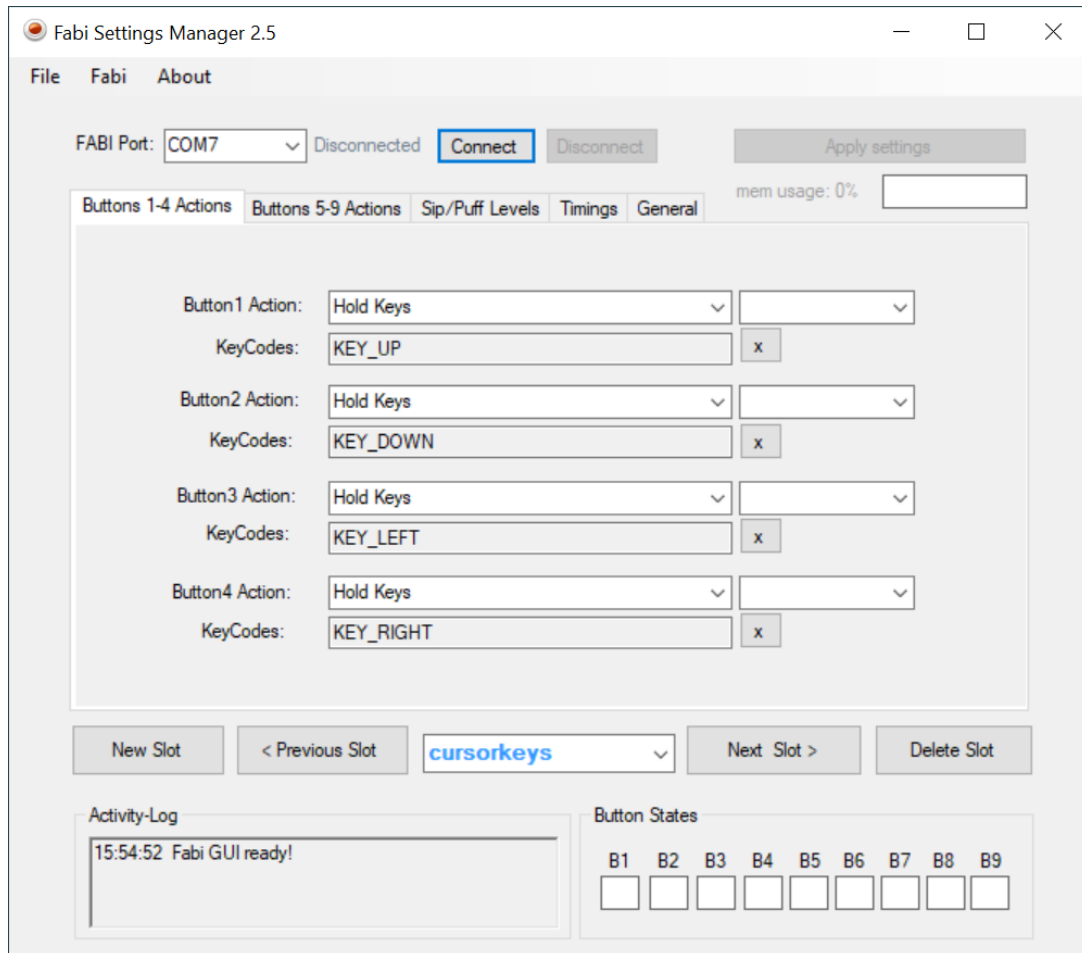 Fabi Settings Manager 2.5
File Fabi About
FABI Port: COM7 Disconnected Connect Disconnect Apply settings
mem usage: 0%
Buttons 1-4 Actions Buttons 5-9 Actions Sip/Puff Levels Timings General
Button1 Action: Hold Keys
KeyCodes: KEY_UP x
Button2 Action: Hold Keys
KeyCodes: KEY_DOWN x
Button3 Action: Hold Keys
KeyCodes: KEY_LEFT x
Button4 Action: Hold Keys
KeyCodes: KEY_RIGHT x
New Slot < Previous Slot cursorkeys Next Slot > Delete Slot
Activity-Log Button States
15:54:52 Fabi GUI ready!
B1 B2 B3 B4 B5 B6 B7 B8 B9